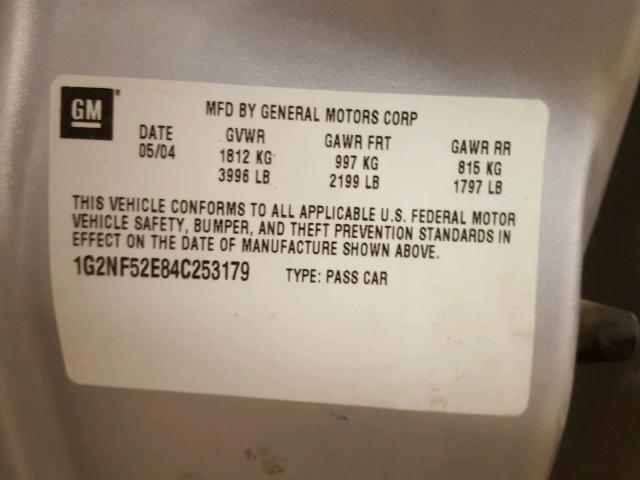 GM
MFD BY GENERAL MOTORS CORP
DATE GVWR GAWR FRT GAWR RR
05/04 1812 KG 997 KG 815 KG
3996 LB 2199 LB 1797 LB
THIS VEHICLE CONFORMS TO ALL APPLICABLE U.S. FEDERAL MOTOR
VEHICLE SAFETY, BUMPER, AND THEFT PREVENTION STANDARDS IN
EFFECT ON THE DATE OF MANUFACTURE SHOWN ABOVE.
1G2NF52E84C253179 TYPE: PASS CAR